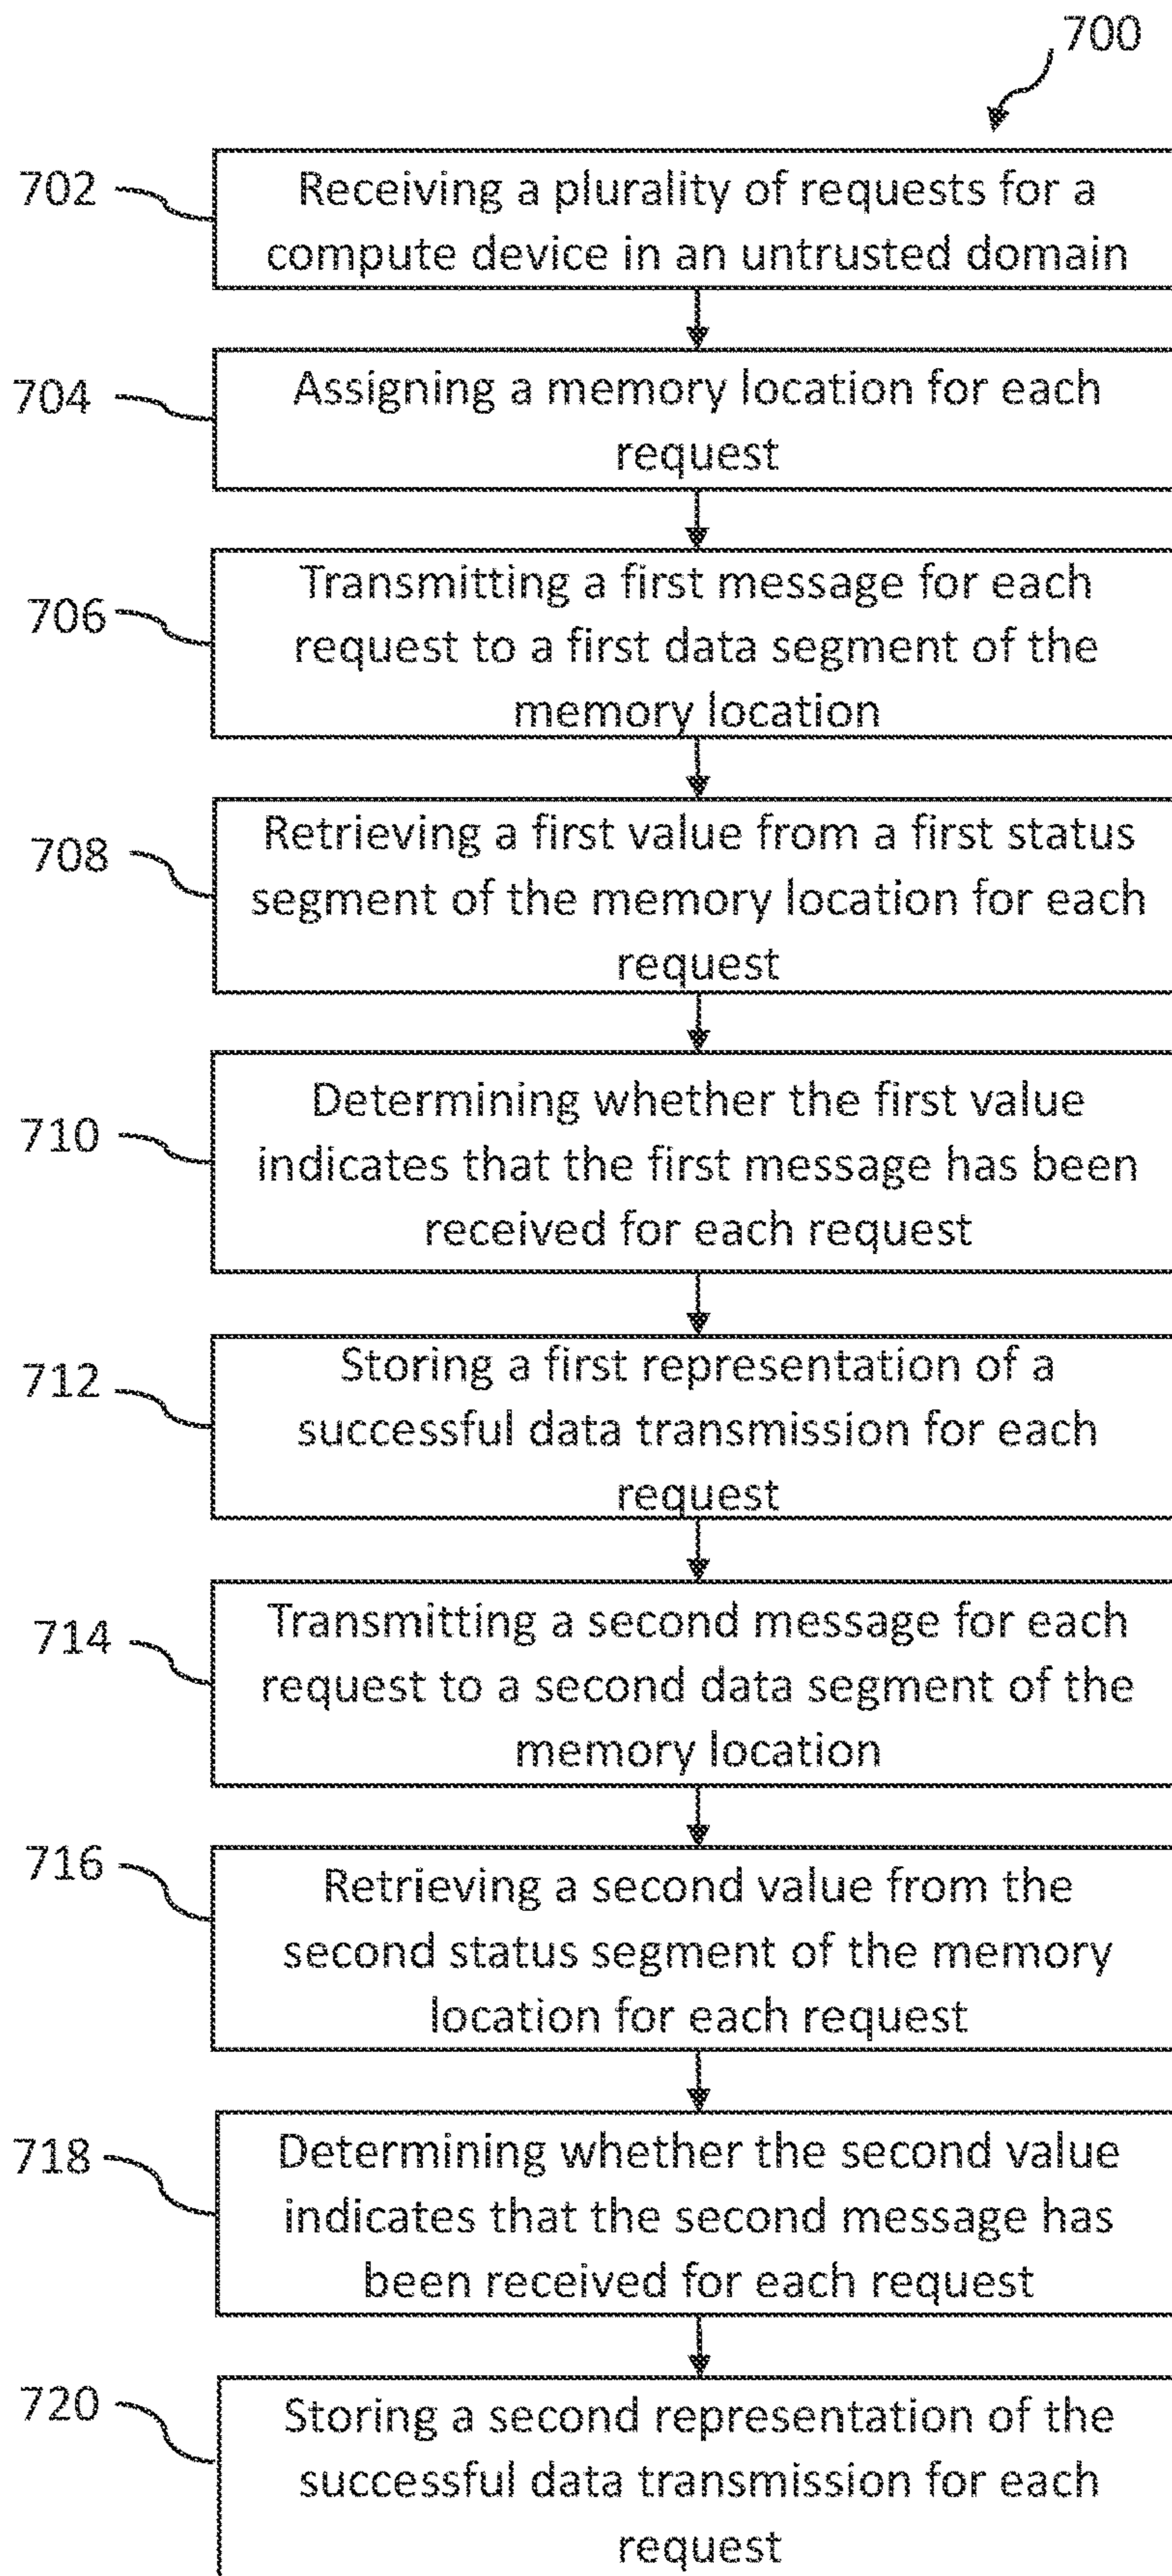 700
702
Receiving a plurality of requests for a
compute device in an untrusted domain
704
Assigning a memory location for each
request
706
Transmitting a first message for each
request to a first data segment of the
memory location
708
Retrieving a first value from a first status
segment of the memory location for each
request
710
Determining whether the first value
indicates that the first message has been
received for each request
712
Storing a first representation of a
successful data transmission for each
request
714
Transmitting a second message for each
request to a second data segment of the
memory location
716
Retrieving a second value from the
second status segment of the memory
location for each request
718
Determining whether the second value
indicates that the second message has
been received for each request
720
Storing a second representation of the
successful data transmission for each
request